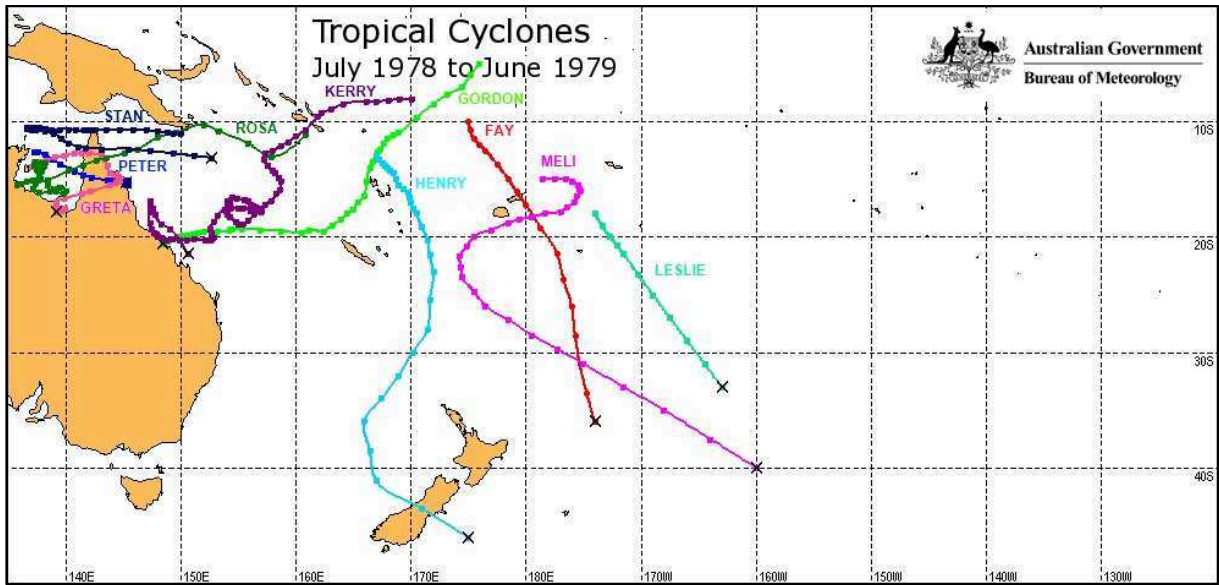 Tropical Cyclones
July 1978 to June 1979
Australian Government
Bureau of Meteorology
KERRY
GORDON
STAN
ROSA
FAY
10S
PETER
MELI
HENRY
GRETA
20S
LESLIE
30S
40S
140E 150E 160E 170E 180E 170W 160W 150W 140W 130W